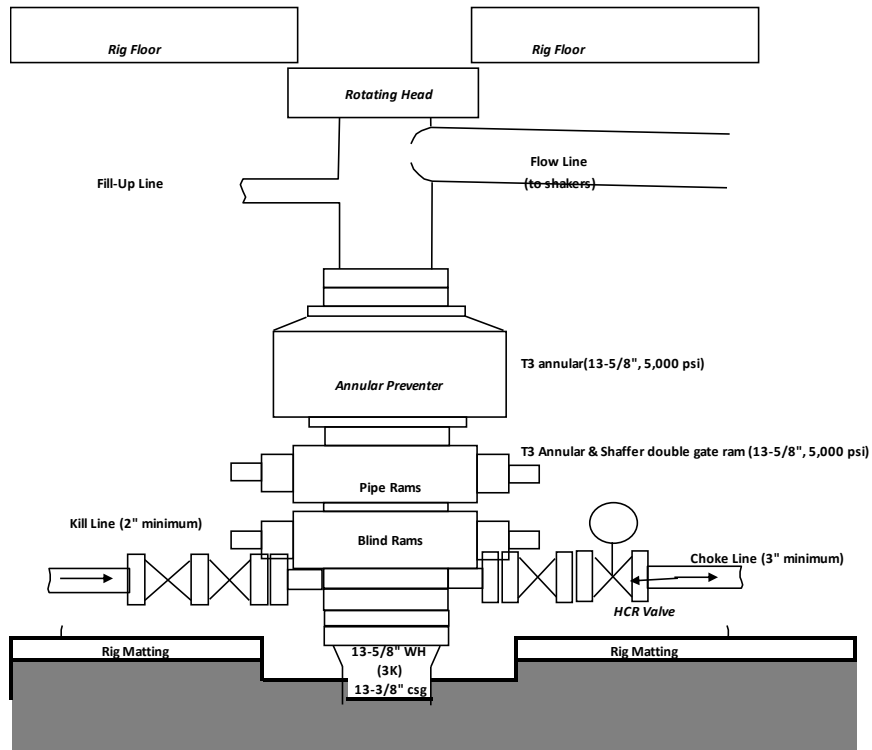 Rig Floor
Rig Floor
Rotating Head
Flow Line
(to shakers)
Fill-Up Line
T3 annular(13-5/8", 5,000 psi)
Annular Preventer
T3 Annular & Shaffer double gate ram (13-5/8", 5,000 psi)
Pipe Rams
Kill Line (2" minimum)
Blind Rams
Choke Line (3" minimum)
HCR Valve
Rig Matting
13-5/8" WH
(3K)
13-3/8" csg
Rig Matting